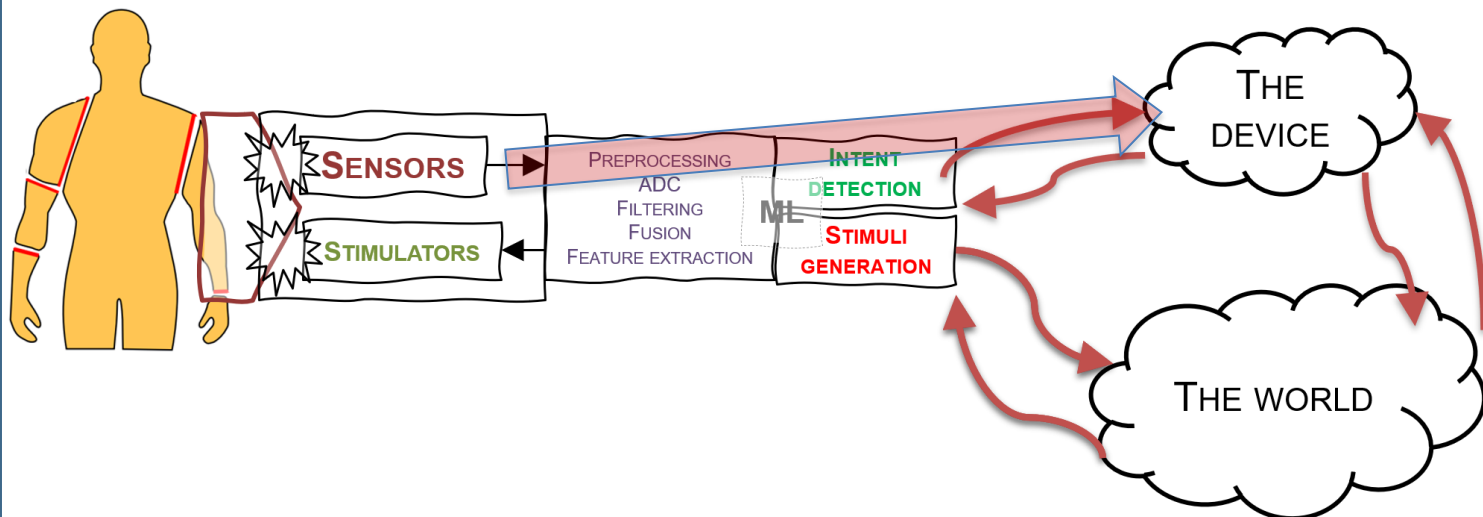 SENSORS
STIMULATORS
PREPROCESSING
ADC
FILTERING
FUSION
FEATURE EXTRACTION
ML
INTENT
DETECTION
STIMULI
GENERATION
THE
DEVICE
THE WORLD